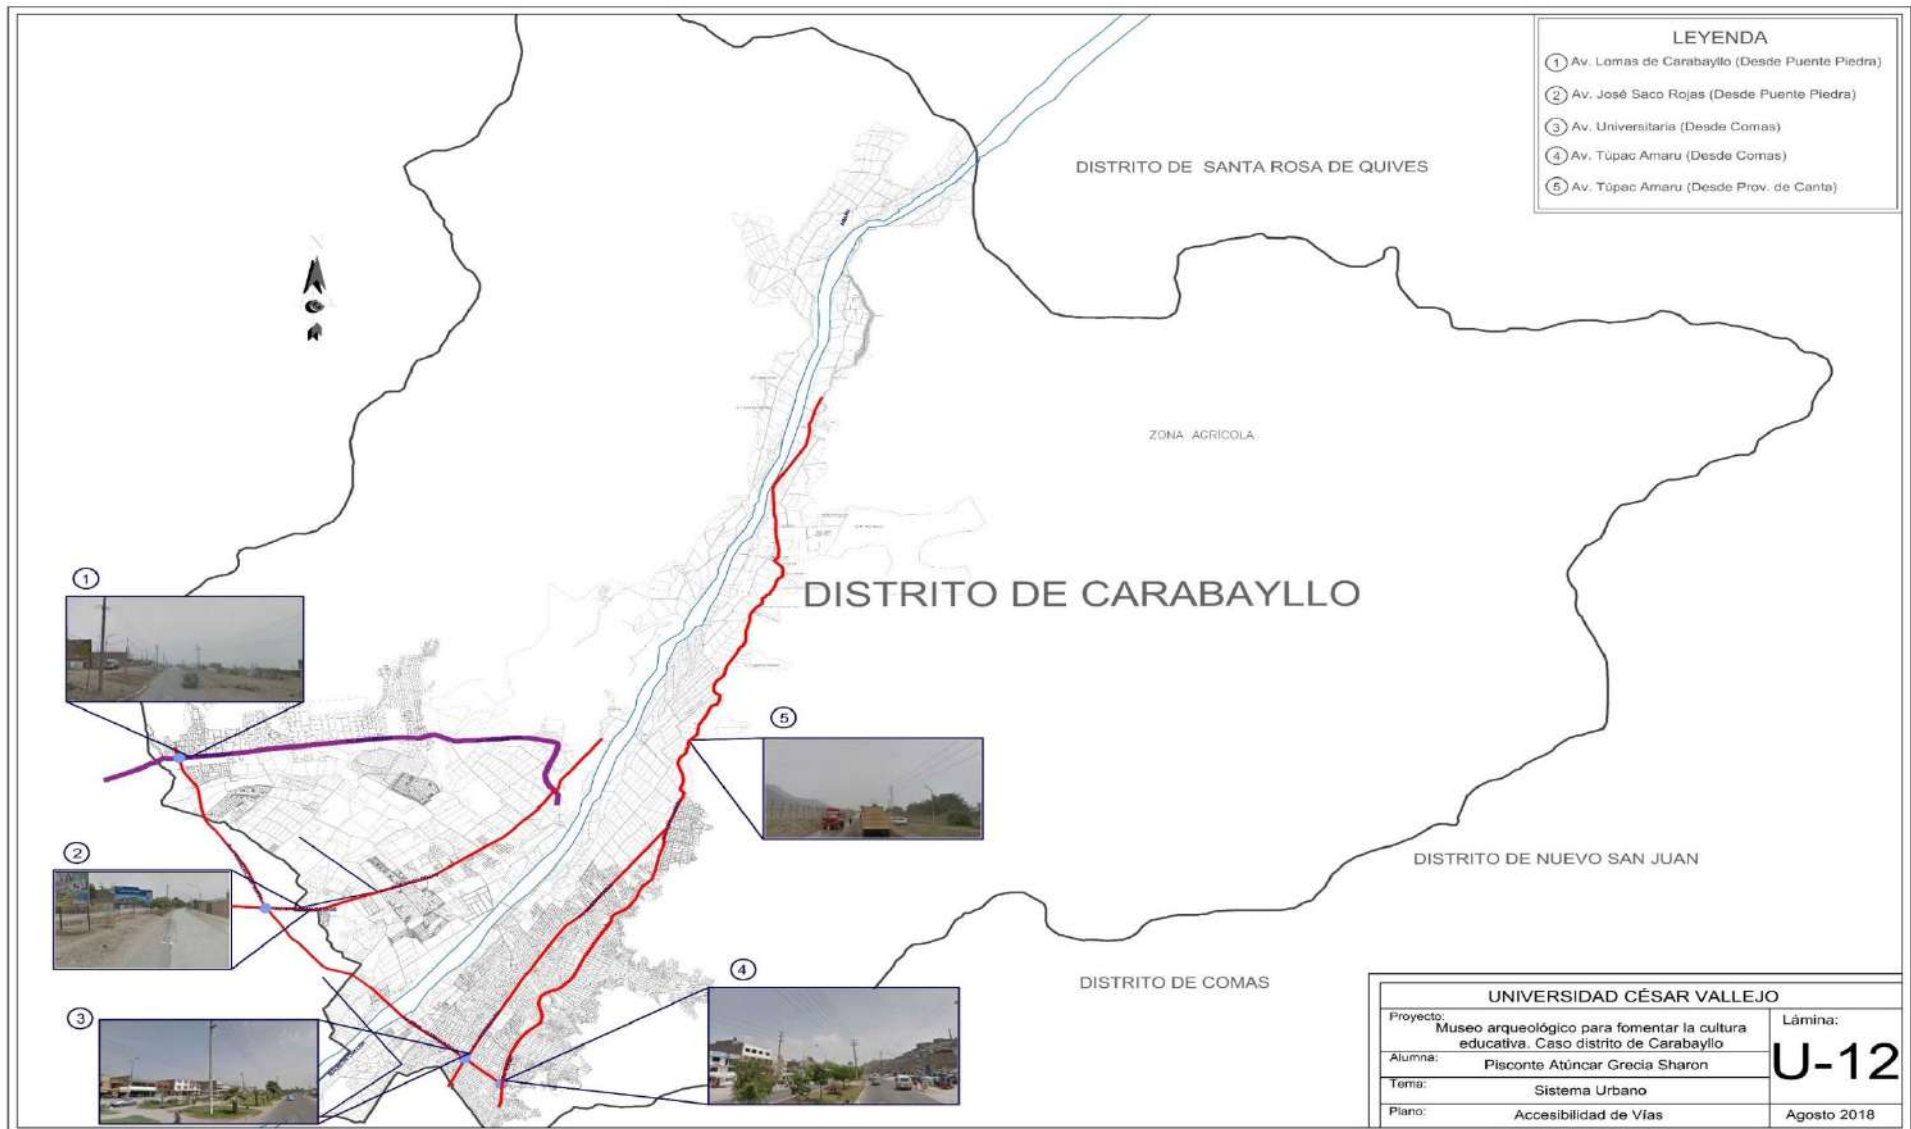 LEYENDA
1 Av. Lomas de Carabayllo (Desde Puente Piedra)
2 Av. José Saco Rojas (Desde Puente Piedra)
3 Av. Universitaria (Desde Comas)
4 Av. Túpac Amaru (Desde Comas)
5 Av. Túpac Amaru (Desde Prov. de Canta)
DISTRITO DE SANTA ROSA DE QUIVES
ZONA AGRÍCOLA
1
DISTRITO DE CARABAYLLO
5
2
DISTRITO DE NUEVO SAN JUAN
4
DISTRITO DE COMAS
3
UNIVERSIDAD CÉSAR VALLEJO
Proyecto:
Museo arqueológico para fomentar la cultura
educativa. Caso distrito de Carabayllo
Lámina:
U-12
Alumna:
Pisconte Atúncar Grecia Sharon
Tema:
Sistema Urbano
Plano:
Accesibilidad de Vías
Agosto 2018